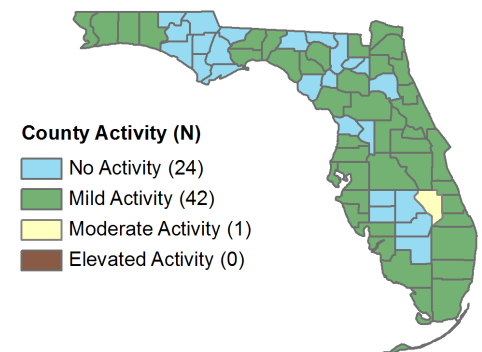 County Activity (N)
No Activity (24)
Mild Activity (42)
Moderate Activity (1)
Elevated Activity (0)